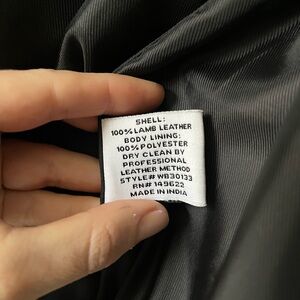 SHELL:
100% LAMB LEATHER
BODY LINING:
100% POLYESTER
DRY CLEAN BY
PROFESSIONAL
LEATHER METHOD
STYLE# WB30133
RN# 149622
MADE IN INDIA